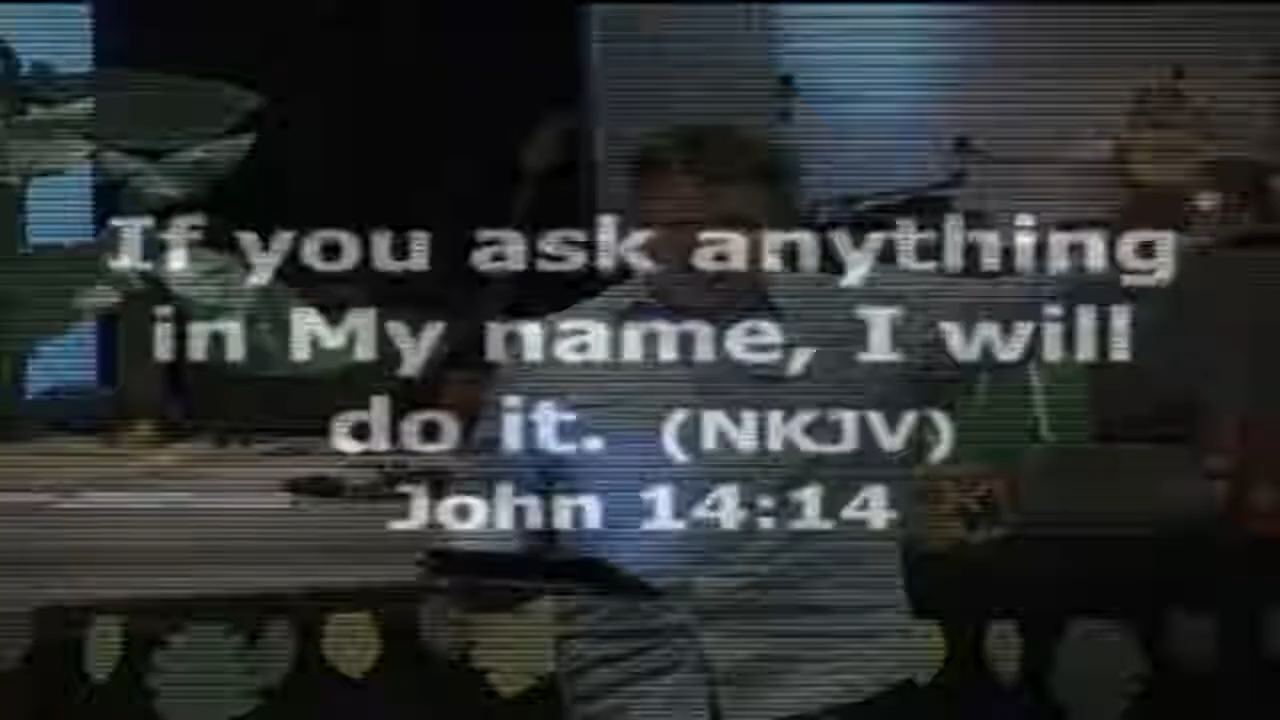 If you ask anything
in My name, I will
do it. (NKJV)
John 14:14